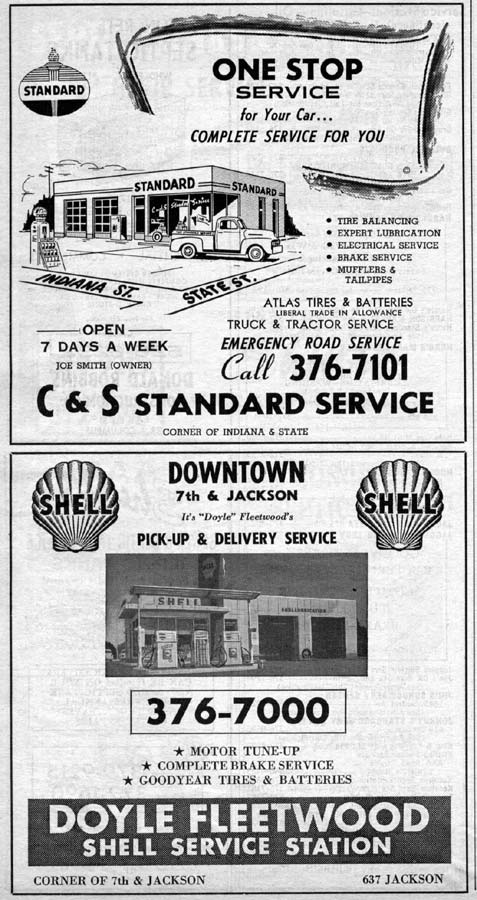 STANDARD
ONE STOP
SERVICE
for Your Car...
COMPLETE SERVICE FOR YOU
STANDARD
STANDARD
C & S Standard Service
INDIANA ST.
STATE ST.
• TIRE BALANCING
• EXPERT LUBRICATION
• ELECTRICAL SERVICE
• BRAKE SERVICE
• MUFFLERS &
TAILPIPES
ATLAS TIRES & BATTERIES
LIBERAL TRADE IN ALLOWANCE
TRUCK & TRACTOR SERVICE
OPEN
7 DAYS A WEEK
JOE SMITH (OWNER)
EMERGENCY ROAD SERVICE
Call 376-7101
C & S STANDARD SERVICE
CORNER OF INDIANA & STATE
SHELL
DOWNTOWN
7th & JACKSON
It's "Doyle" Fleetwood's
PICK-UP & DELIVERY SERVICE
SHELL
SHELL
SHELLUBRICATION
376-7000
★ MOTOR TUNE-UP
★ COMPLETE BRAKE SERVICE
★ GOODYEAR TIRES & BATTERIES
DOYLE FLEETWOOD
SHELL SERVICE STATION
CORNER OF 7th & JACKSON
637 JACKSON